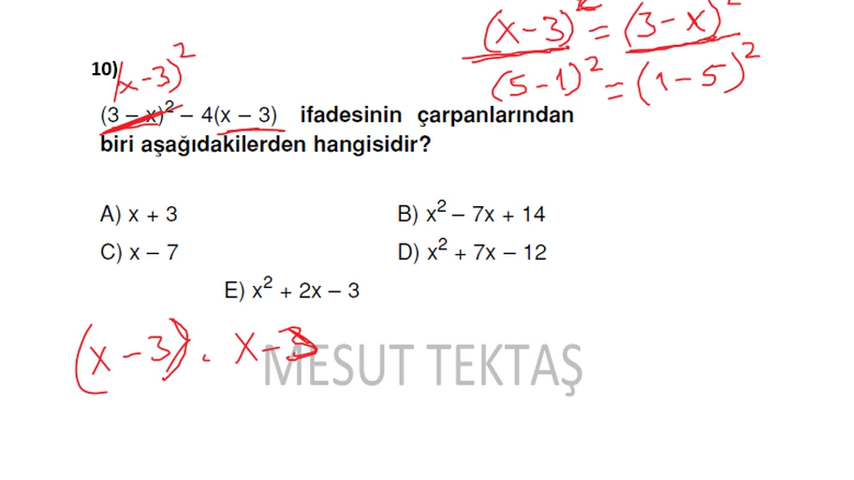 (x-3)² = (3-x)²
(5-1)² = (1-5)²
10) (x-3)²
(3 – x)² – 4(x – 3) ifadesinin çarpanlarından
biri aşağıdakilerden hangisidir?
A) x + 3
B) x² – 7x + 14
C) x – 7
D) x² + 7x – 12
E) x² + 2x – 3
(x-3) . x-3
MESUT TEKTAŞ